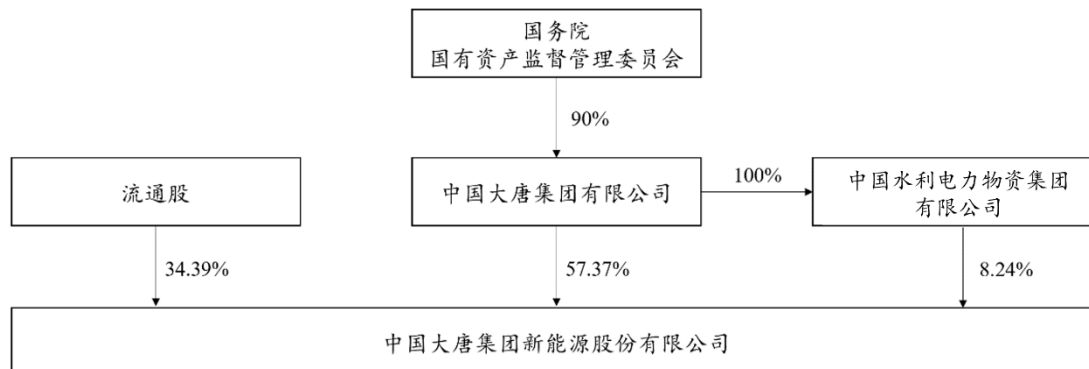 国务院
国有资产监督管理委员会
90%
流通股
中国大唐集团有限公司
100%
中国水利电力物资集团
有限公司
34.39%
57.37%
8.24%
中国大唐集团新能源股份有限公司